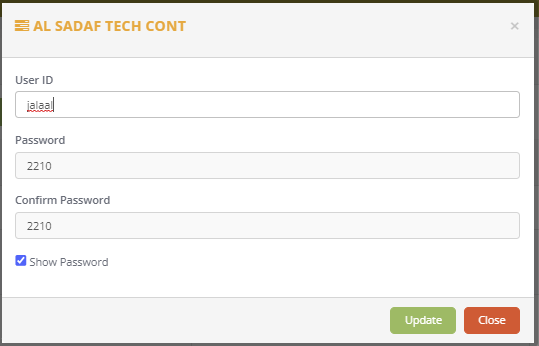 AL SADAF TECH CONT ×
User ID
jalaal
Password
2210
Confirm Password
2210
Show Password
Update Close